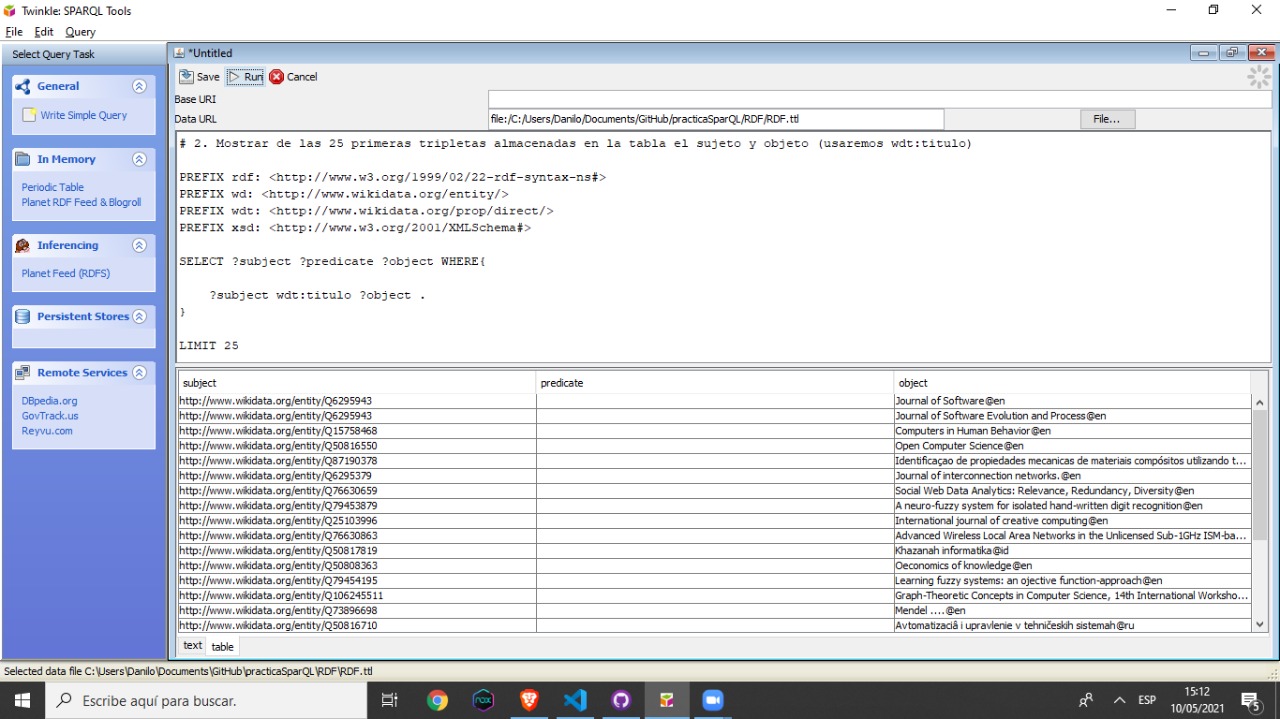 Twinkle: SPARQL Tools
File Edit Query
Select Query Task
General
Write Simple Query
In Memory
Periodic Table
Planet RDF Feed & Blogroll
Inferencing
Planet Feed (RDFS)
Persistent Stores
Remote Services
DBpedia.org
GovTrack.us
Reyvu.com
*Untitled
Save Run Cancel
Base URI
Data URL file:/C:/Users/Danilo/Documents/GitHub/practicaSparQL/RDF/RDF.ttl File...
# 2. Mostrar de las 25 primeras tripletas almacenadas en la tabla el sujeto y objeto (usaremos wdt:titulo)
PREFIX rdf: <http://www.w3.org/1999/02/22-rdf-syntax-ns#>
PREFIX wd: <http://www.wikidata.org/entity/>
PREFIX wdt: <http://www.wikidata.org/prop/direct/>
PREFIX xsd: <http://www.w3.org/2001/XMLSchema#>
SELECT ?subject ?predicate ?object WHERE{
?subject wdt:titulo ?object .
}
LIMIT 25
subject predicate object
http://www.wikidata.org/entity/Q6295943 Journal of Software@en
http://www.wikidata.org/entity/Q6295943 Journal of Software Evolution and Process@en
http://www.wikidata.org/entity/Q15758468 Computers in Human Behavior@en
http://www.wikidata.org/entity/Q50816550 Open Computer Science@en
http://www.wikidata.org/entity/Q87190378 Identificaçao de propiedades mecanicas de materiais compósitos utilizando t...
http://www.wikidata.org/entity/Q6295379 Journal of interconnection networks.@en
http://www.wikidata.org/entity/Q76630659 Social Web Data Analytics: Relevance, Redundancy, Diversity@en
http://www.wikidata.org/entity/Q79453879 A neuro-fuzzy system for isolated hand-written digit recognition@en
http://www.wikidata.org/entity/Q25103996 International journal of creative computing@en
http://www.wikidata.org/entity/Q76630863 Advanced Wireless Local Area Networks in the Unlicensed Sub-1GHz ISM-ba...
http://www.wikidata.org/entity/Q50817819 Khazanah informatika@id
http://www.wikidata.org/entity/Q50808363 Oeconomics of knowledge@en
http://www.wikidata.org/entity/Q79454195 Learning fuzzy systems: an ojective function-approach@en
http://www.wikidata.org/entity/Q106245511 Graph-Theoretic Concepts in Computer Science, 14th International Worksho...
http://www.wikidata.org/entity/Q73896698 Mendel ....@en
http://www.wikidata.org/entity/Q50816710 Avtomatizaciâ i upravlenie v tehničeskih sistemah@ru
text table
Selected data file C:\Users\Danilo\Documents\GitHub\practicaSparQL\RDF\RDF.ttl
Escribe aquí para buscar.
ESP
15:12
10/05/2021
5